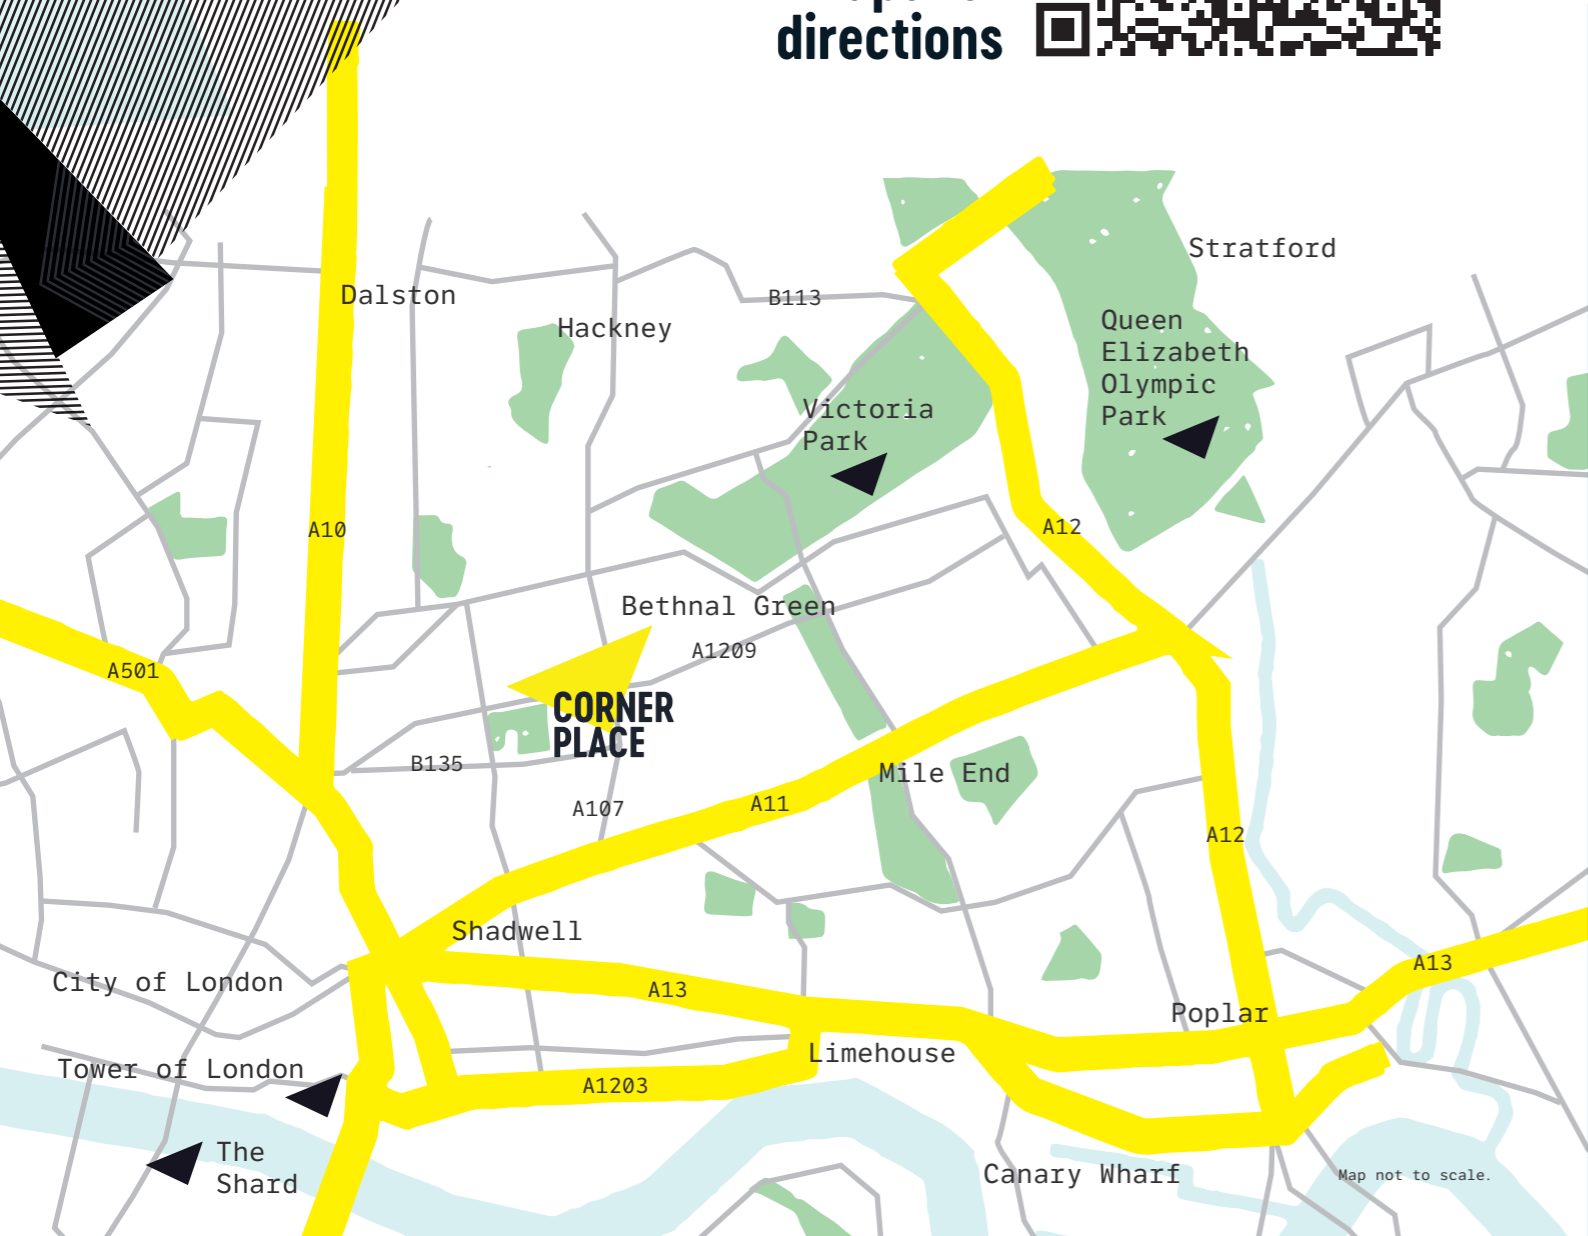 directions
Stratford
Dalston
B113
Hackney
Queen
Elizabeth
Olympic
Park
Victoria
Park
A10
A12
Bethnal Green
A1209
A501
CORNER
PLACE
B135
Mile End
A107
A11
A12
Shadwell
A13
City of London
A13
Poplar
Limehouse
Tower of London
A1203
The
Shard
Canary Wharf
Map not to scale.